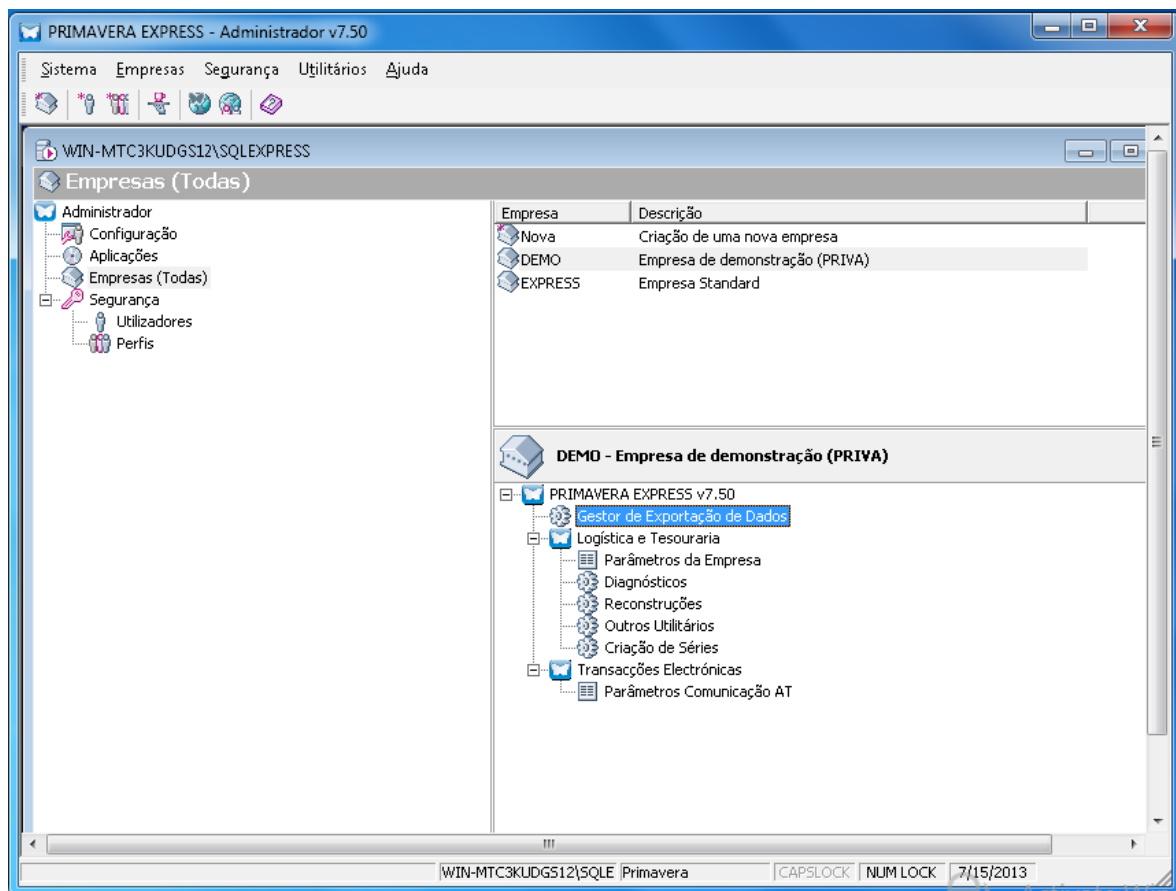 PRIMAVERA EXPRESS - Administrador v7.50
Sistema Empresas Segurança Utilitários Ajuda
WIN-MTC3KUDGS12\SQLEXPRESS
Empresas (Todas)
Administrador
Configuração
Aplicações
Empresas (Todas)
Segurança
Utilizadores
Perfis
Empresa Descrição
Nova Criação de uma nova empresa
DEMO Empresa de demonstração (PRIVA)
EXPRESS Empresa Standard
DEMO - Empresa de demonstração (PRIVA)
PRIMAVERA EXPRESS v7.50
Gestor de Exportação de Dados
Logística e Tesouraria
Parâmetros da Empresa
Diagnósticos
Reconstruções
Outros Utilitários
Criação de Séries
Transacções Electrónicas
Parâmetros Comunicação AT
WIN-MTC3KUDGS12\SQLE Primavera CAPSLOCK NUM LOCK 7/15/2013